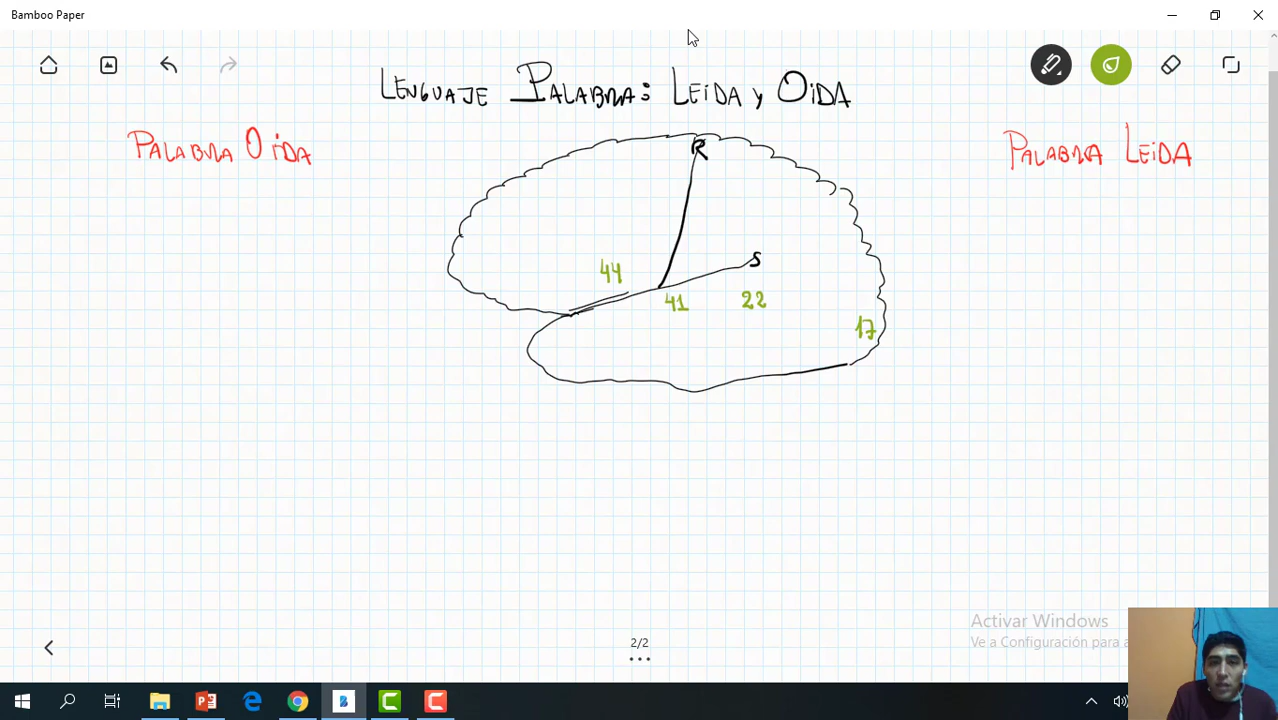 Bamboo Paper
LENGUAJE PALABRA: LEiDA y OiDA
PALABRA OiDA
PALABRA LEiDA
R
S
44
41
22
17
Activar Windows
Ve a Configuración para a
2/2